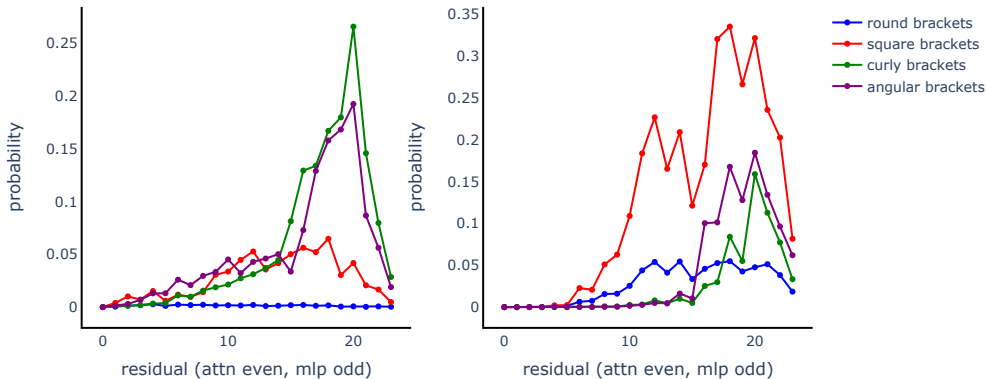 0.25
0.2
0.15
0.1
0.05
0
probability
0
10
20
residual (attn even, mlp odd)
0.35
0.3
0.25
0.2
0.15
0.1
0.05
0
probability
0
10
20
residual (attn even, mlp odd)
round brackets
square brackets
curly brackets
angular brackets